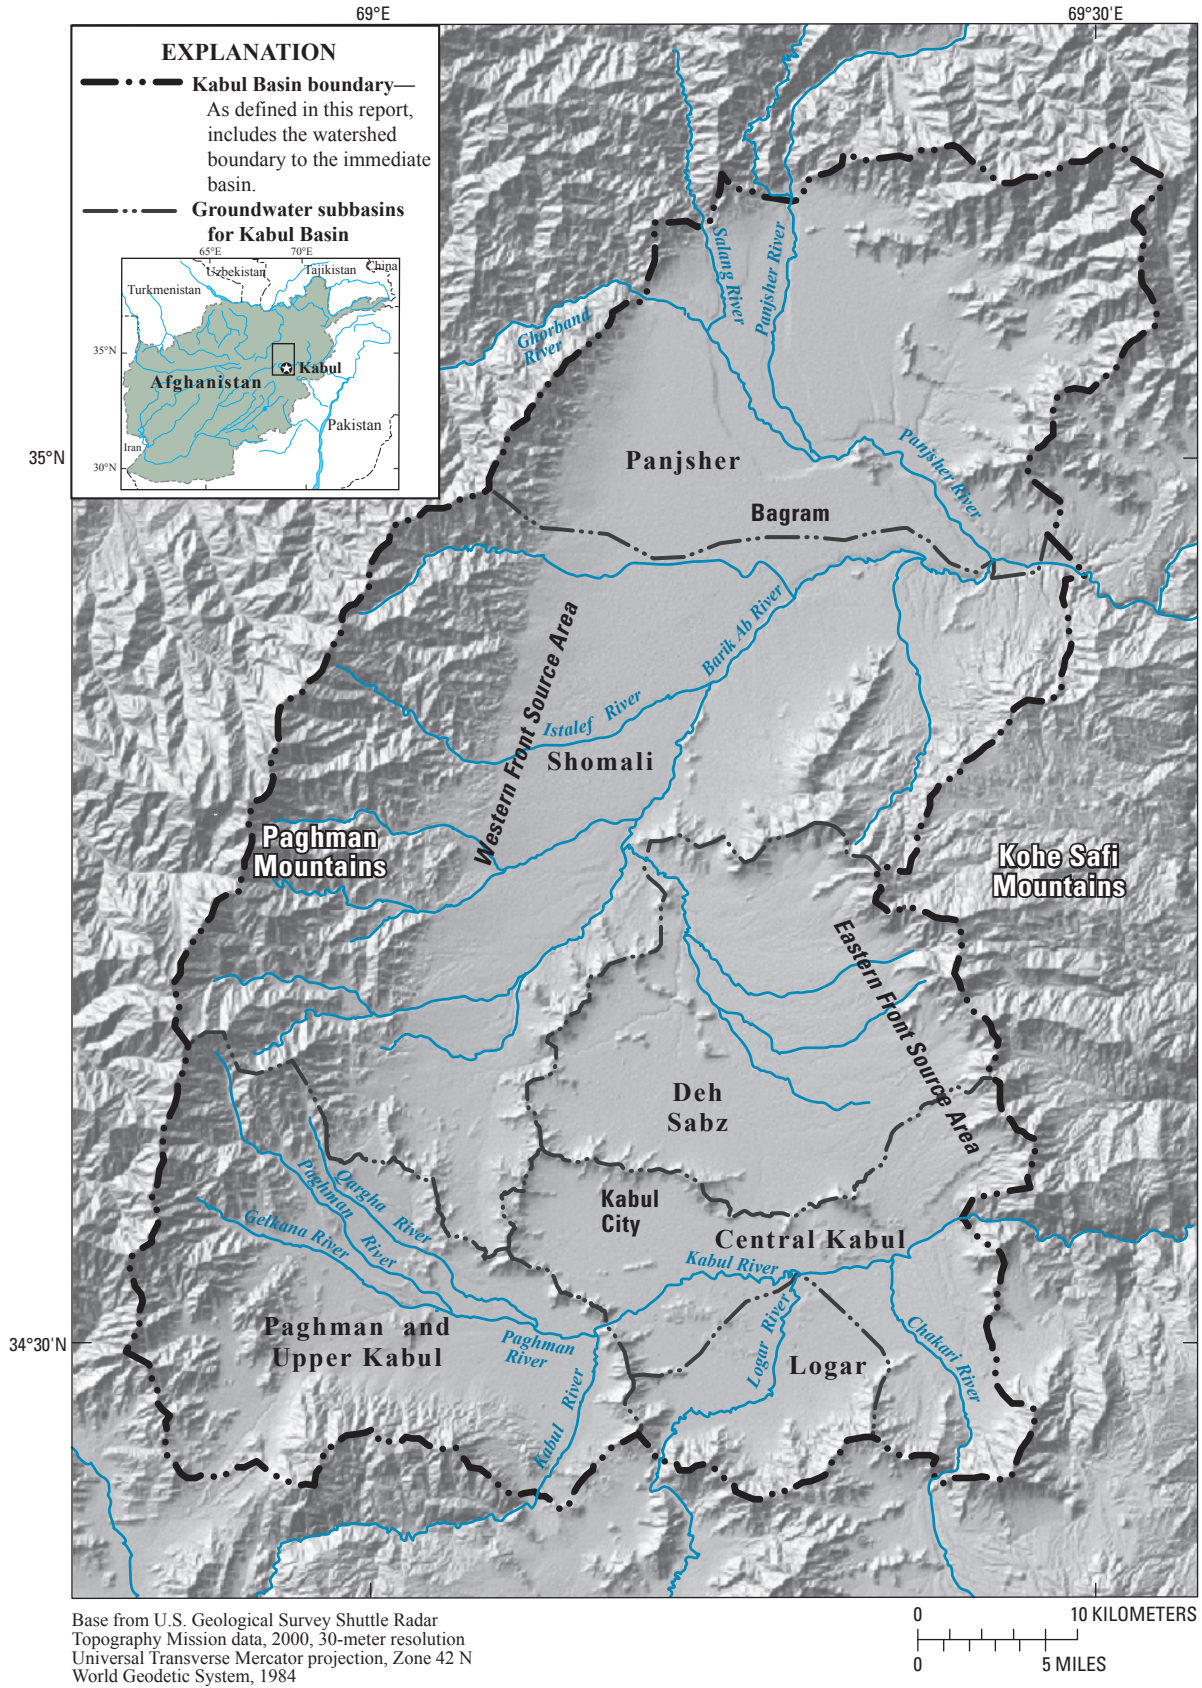 69°E
69°30'E
EXPLANATION
Kabul Basin boundary—
As defined in this report,
includes the watershed
boundary to the immediate
basin.
Groundwater subbasins
for Kabul Basin
65°E
70°E
Uzbekistan
Tajikistan
China
Turkmenistan
35°N
Kabul
Afghanistan
Pakistan
Iran
30°N
Salang River
Panjsher River
Ghorband
River
35°N
Panjsher
Panjsher River
Bagram
Western Front Source Area
Barik Ab River
Istalef River
Shomali
Paghman
Mountains
Kohe Safi
Mountains
Eastern Front Source Area
Deh
Sabz
Qargha River
Paghman River
Gelkana River
Kabul
City
Central Kabul
Kabul River
34°30'N
Paghman and
Upper Kabul
Paghman
River
Logar River
Logar
Chakari River
Kabul River
Base from U.S. Geological Survey Shuttle Radar
Topography Mission data, 2000, 30-meter resolution
Universal Transverse Mercator projection, Zone 42 N
World Geodetic System, 1984
0 10 KILOMETERS
0 5 MILES